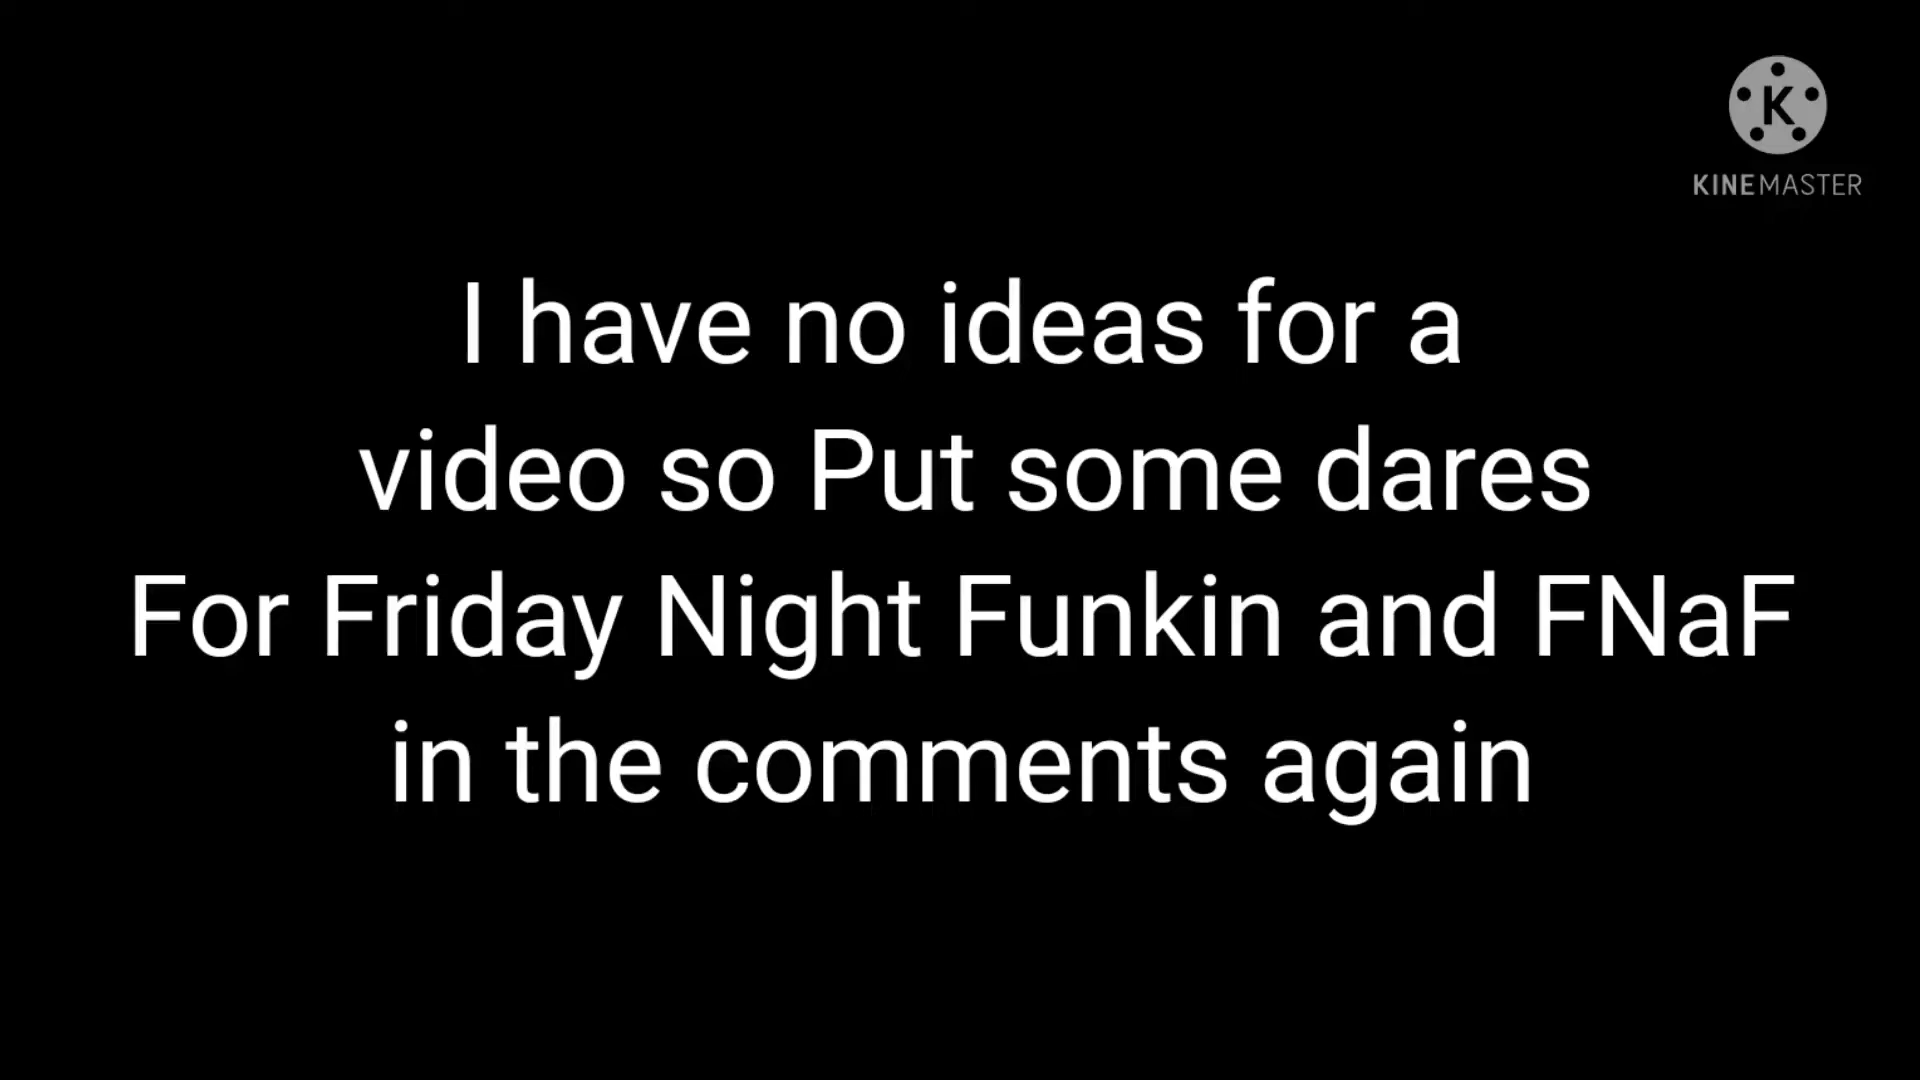 K
KINEMASTER
I have no ideas for a
video so Put some dares
For Friday Night Funkin and FNaF
in the comments again